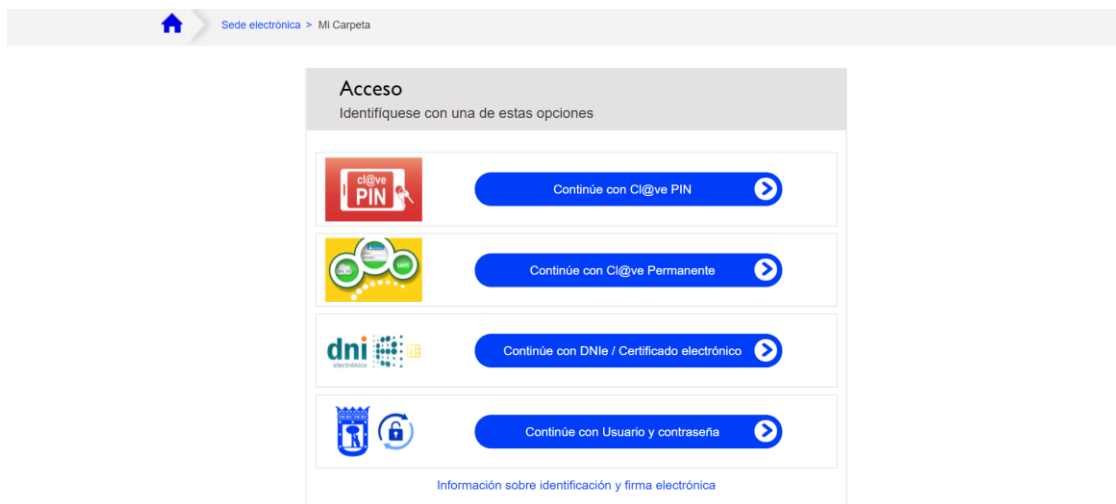 Sede electrónica > Mi Carpeta
Acceso
Identifíquese con una de estas opciones
cl@ve
PIN
Continúe con Cl@ve PIN
Continúe con Cl@ve Permanente
dni
electrónico
Continúe con DNIe / Certificado electrónico
Continúe con Usuario y contraseña
Información sobre identificación y firma electrónica